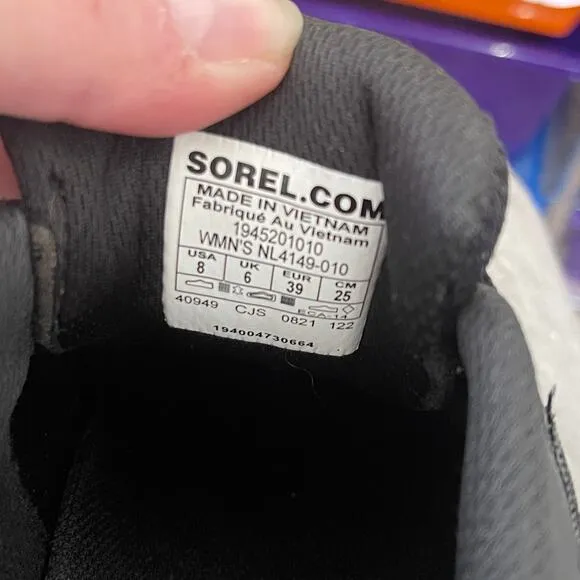 SOREL.COM
MADE IN VIETNAM
Fabriqué Au Vietnam
1945201010
WMN'S NL4149-010
USA UK EUR CM
8 6 39 25
40949 CJS 0821 122
194004730664